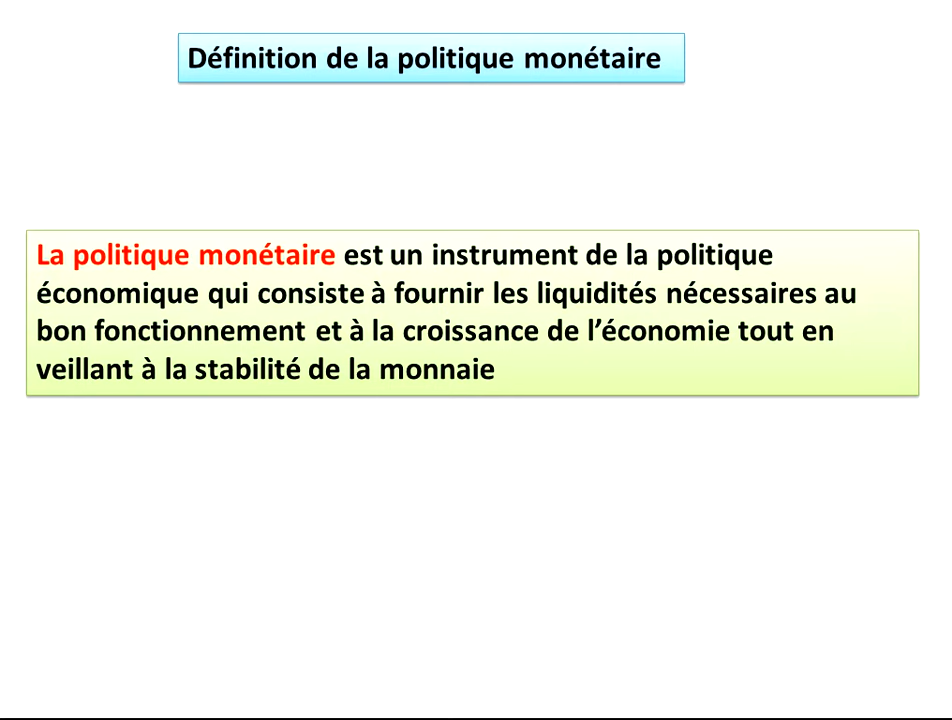 Définition de la politique monétaire
La politique monétaire est un instrument de la politique
économique qui consiste à fournir les liquidités nécessaires au
bon fonctionnement et à la croissance de l’économie tout en
veillant à la stabilité de la monnaie